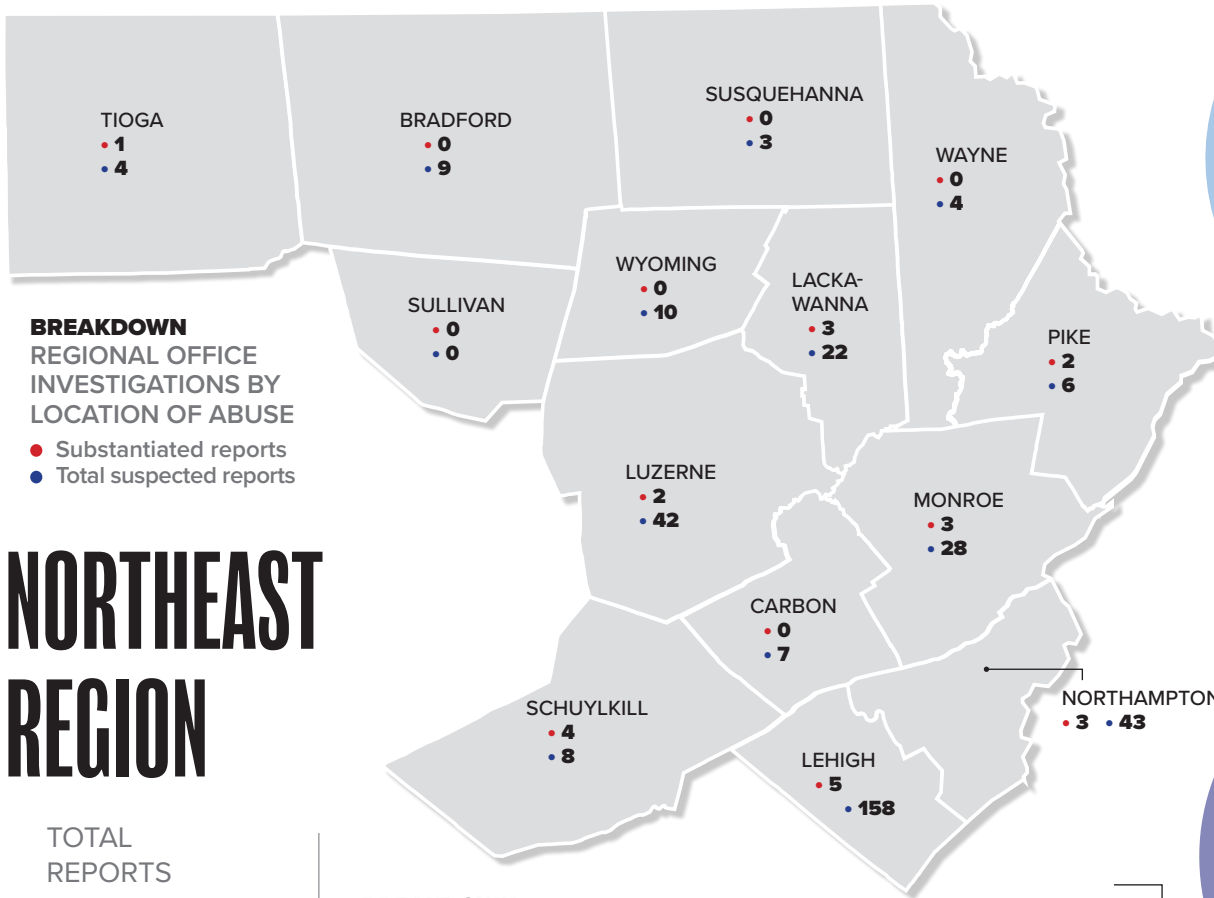 TIOGA
• 1
• 4
BRADFORD
• 0
• 9
SUSQUEHANNA
• 0
• 3
WAYNE
• 0
• 4
WYOMING
• 0
• 10
LACKA-
WANNA
• 3
• 22
SULLIVAN
• 0
• 0
PIKE
• 2
• 6
BREAKDOWN
REGIONAL OFFICE
INVESTIGATIONS BY
LOCATION OF ABUSE
• Substantiated reports
• Total suspected reports
LUZERNE
• 2
• 42
MONROE
• 3
• 28
NORTHEAST
REGION
CARBON
• 0
• 7
SCHUYLKILL
• 4
• 8
NORTHAMPTON
• 3 • 43
LEHIGH
• 5
• 158
TOTAL
REPORTS